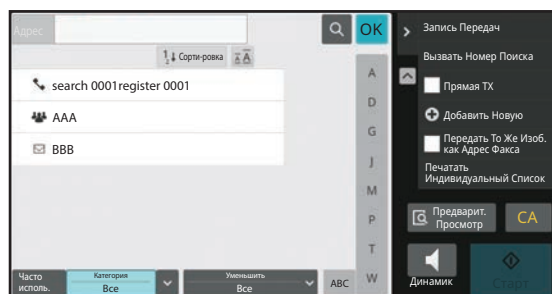 Адрес
OK
Сорти-ровка
search 0001register 0001
AAA
BBB
A
D
G
J
M
P
T
W
Часто
исполь.
Категория
Все
Уменьшить
Все
ABC
Запись Передач
Вызвать Номер Поиска
Прямая TX
Добавить Новую
Передать То Же Изоб.
как Адрес Факса
Печатать
Индивидуальный Список
Предварит.
Просмотр
CA
Динамик
Старт